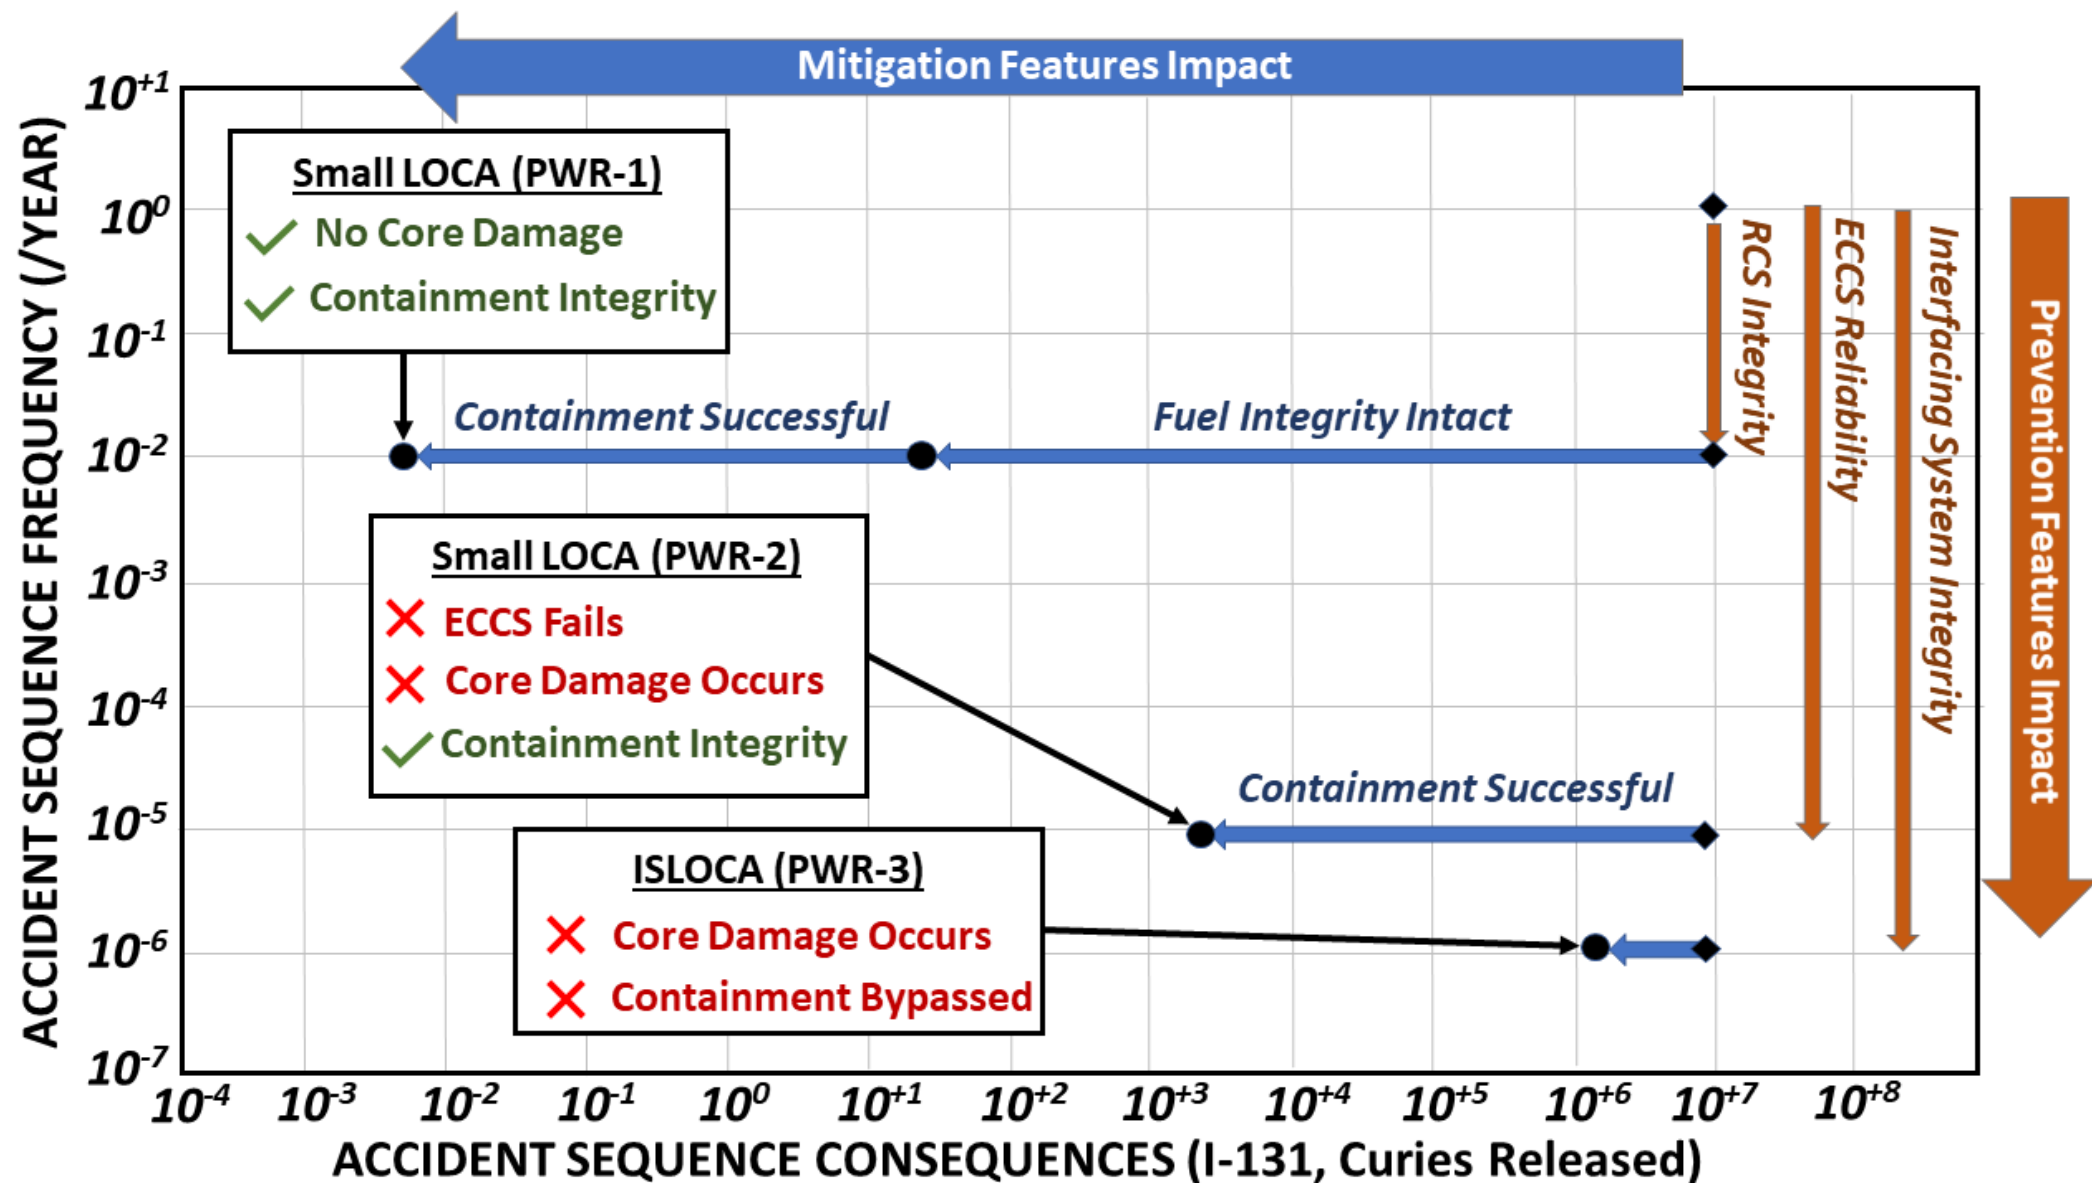 Mitigation Features Impact
ACCIDENT SEQUENCE FREQUENCY (/YEAR)
10⁺¹
10⁰
10⁻¹
10⁻²
10⁻³
10⁻⁴
10⁻⁵
10⁻⁶
10⁻⁷
Small LOCA (PWR-1)
No Core Damage
Containment Integrity
Containment Successful
Fuel Integrity Intact
Small LOCA (PWR-2)
ECCS Fails
Core Damage Occurs
Containment Integrity
Containment Successful
ISLOCA (PWR-3)
Core Damage Occurs
Containment Bypassed
RCS Integrity
ECCS Reliability
Interfacing System Integrity
Prevention Features Impact
10⁻⁴ 10⁻³ 10⁻² 10⁻¹ 10⁰ 10⁺¹ 10⁺² 10⁺³ 10⁺⁴ 10⁺⁵ 10⁺⁶ 10⁺⁷ 10⁺⁸
ACCIDENT SEQUENCE CONSEQUENCES (I-131, Curies Released)